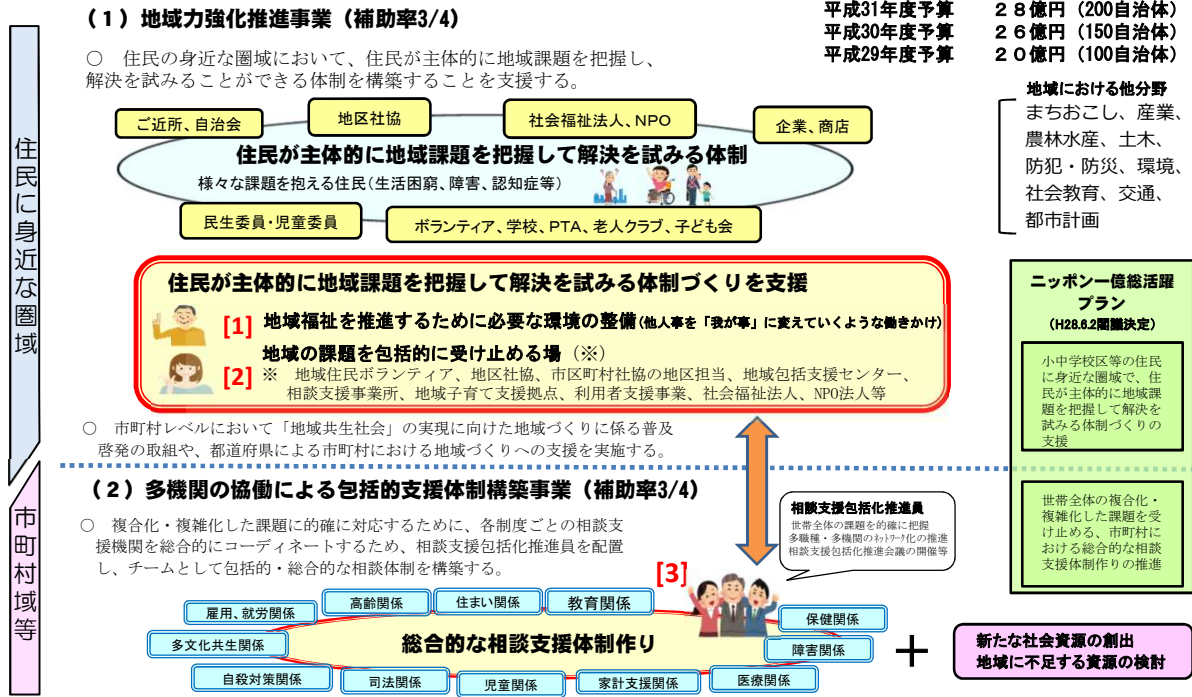 (1)地域力強化推進事業(補助率3/4)
平成31年度予算 28億円(200自治体)
平成30年度予算 26億円(150自治体)
平成29年度予算 20億円(100自治体)
○ 住民の身近な圏域において、住民が主体的に地域課題を把握し、
解決を試みることができる体制を構築することを支援する。
住民に身近な圏域
ご近所、自治会
地区社協
社会福祉法人、NPO
企業、商店
住民が主体的に地域課題を把握して解決を試みる体制
様々な課題を抱える住民(生活困窮、障害、認知症等)
民生委員・児童委員
ボランティア、学校、PTA、老人クラブ、子ども会
地域における他分野
まちおこし、産業、
農林水産、土木、
防犯・防災、環境、
社会教育、交通、
都市計画
住民が主体的に地域課題を把握して解決を試みる体制づくりを支援
[1] 地域福祉を推進するために必要な環境の整備(他人事を「我が事」に変えていくような働きかけ)
地域の課題を包括的に受け止める場(※)
[2] ※ 地域住民ボランティア、地区社協、市区町村社協の地区担当、地域包括支援センター、
相談支援事業所、地域子育て支援拠点、利用者支援事業、社会福祉法人、NPO法人等
○ 市町村レベルにおいて「地域共生社会」の実現に向けた地域づくりに係る普及
啓発の取組や、都道府県による市町村における地域づくりへの支援を実施する。
ニッポン一億総活躍
プラン
(H28.6.2閣議決定)
小中学校区等の住民
に身近な圏域で、住
民が主体的に地域課
題を把握して解決を
試みる体制づくりの
支援
世帯全体の複合化・
複雑化した課題を受
け止める、市町村に
おける総合的な相談
支援体制作りの推進
市町村域等
(2)多機関の協働による包括的支援体制構築事業(補助率3/4)
○ 複合化・複雑化した課題に的確に対応するために、各制度ごとの相談支
援機関を総合的にコーディネートするため、相談支援包括化推進員を配置
し、チームとして包括的・総合的な相談体制を構築する。
相談支援包括化推進員
世帯全体の課題を的確に把握
多職種・多機関のネットワーク化の推進
相談支援包括化推進会議の開催等
[3]
雇用、就労関係
高齢関係
住まい関係
教育関係
保健関係
多文化共生関係
総合的な相談支援体制作り
障害関係
自殺対策関係
司法関係
児童関係
家計支援関係
医療関係
+
新たな社会資源の創出
地域に不足する資源の検討